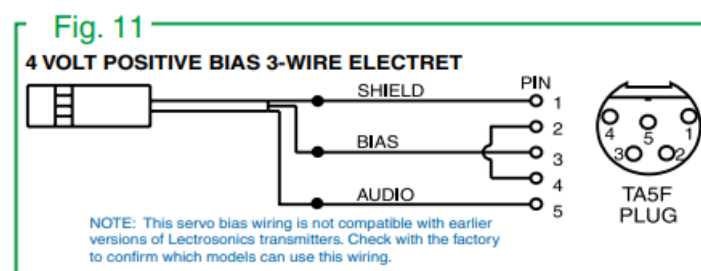 Fig. 11
4 VOLT POSITIVE BIAS 3-WIRE ELECTRET
SHIELD
PIN
1
2
BIAS
3
4
AUDIO
5
4
5
1
3
2
TA5F
PLUG
NOTE: This servo bias wiring is not compatible with earlier
versions of Lectrosonics transmitters. Check with the factory
to confirm which models can use this wiring.